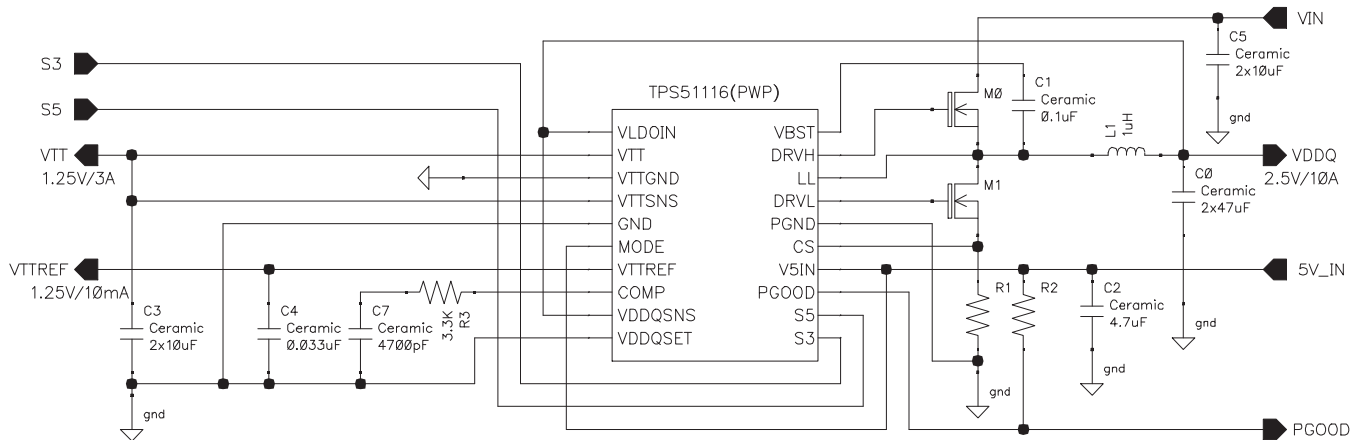 VIN
C5
Ceramic
2x10uF
gnd
S3
S5
TPS51116(PWP)
M0
C1
Ceramic
0.1uF
L1
1uH
VTT
1.25V/3A
VDDQ
2.5V/10A
C0
Ceramic
2x47uF
gnd
M1
VLDOIN
VTT
VTTGND
VTTSNS
GND
MODE
VTTREF
COMP
VDDQSNS
VDDQSET
VBST
DRVH
LL
DRVL
PGND
CS
V5IN
PGOOD
S5
S3
VTTREF
1.25V/10mA
C3
Ceramic
2x10uF
C4
Ceramic
0.033uF
C7
Ceramic
4700pF
3.3K
R3
gnd
R1
R2
C2
Ceramic
4.7uF
5V_IN
gnd
gnd
PGOOD